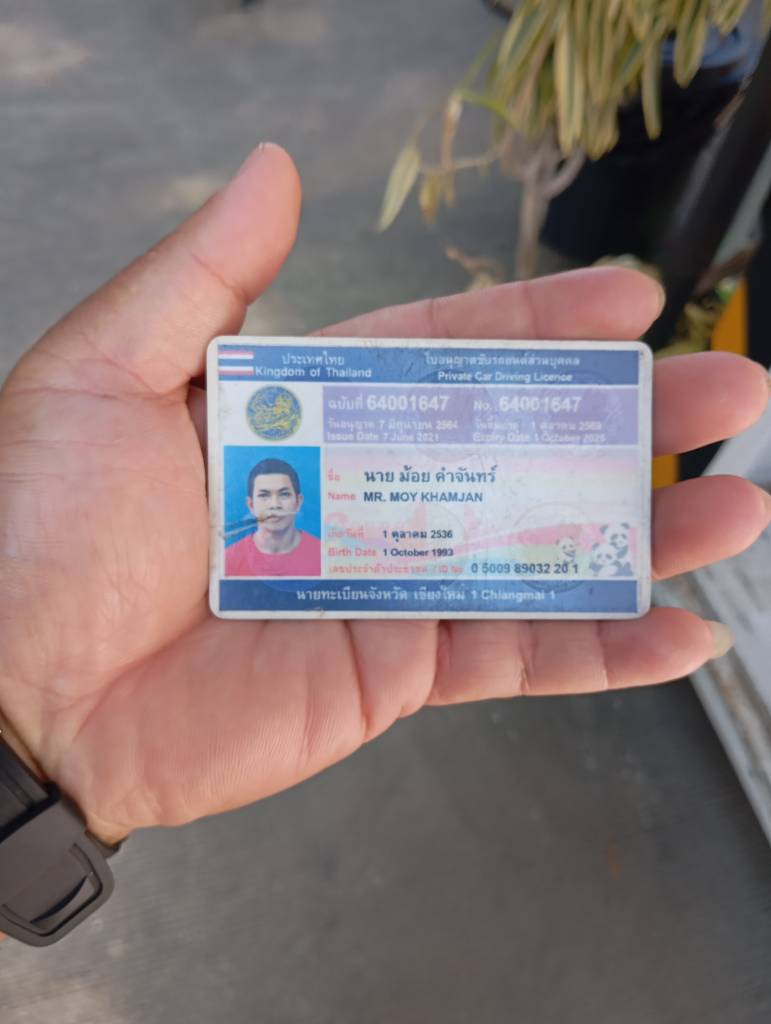 ประเทศไทย
Kingdom of Thailand
ใบอนุญาตขับรถยนต์ส่วนบุคคล
Private Car Driving Licence
ฉบับที่ 64001647 No. 64001647
วันอนุญาต 7 มิถุนายน 2564 วันสิ้นอายุ 1 ตุลาคม
Issue Date 7 June 2021 Expiry Date 1 October
ชื่อ นาย ม้อย คำจันทร์
Name MR. MOY KHAMJAN
เกิดวันที่ 1 ตุลาคม 2536
Birth Date 1 October 1993
เลขประจำตัวประชาชน / ID No. 0 5009 89032 20 1
นายทะเบียนจังหวัด เชียงใหม่ 1 Chiangmai 1